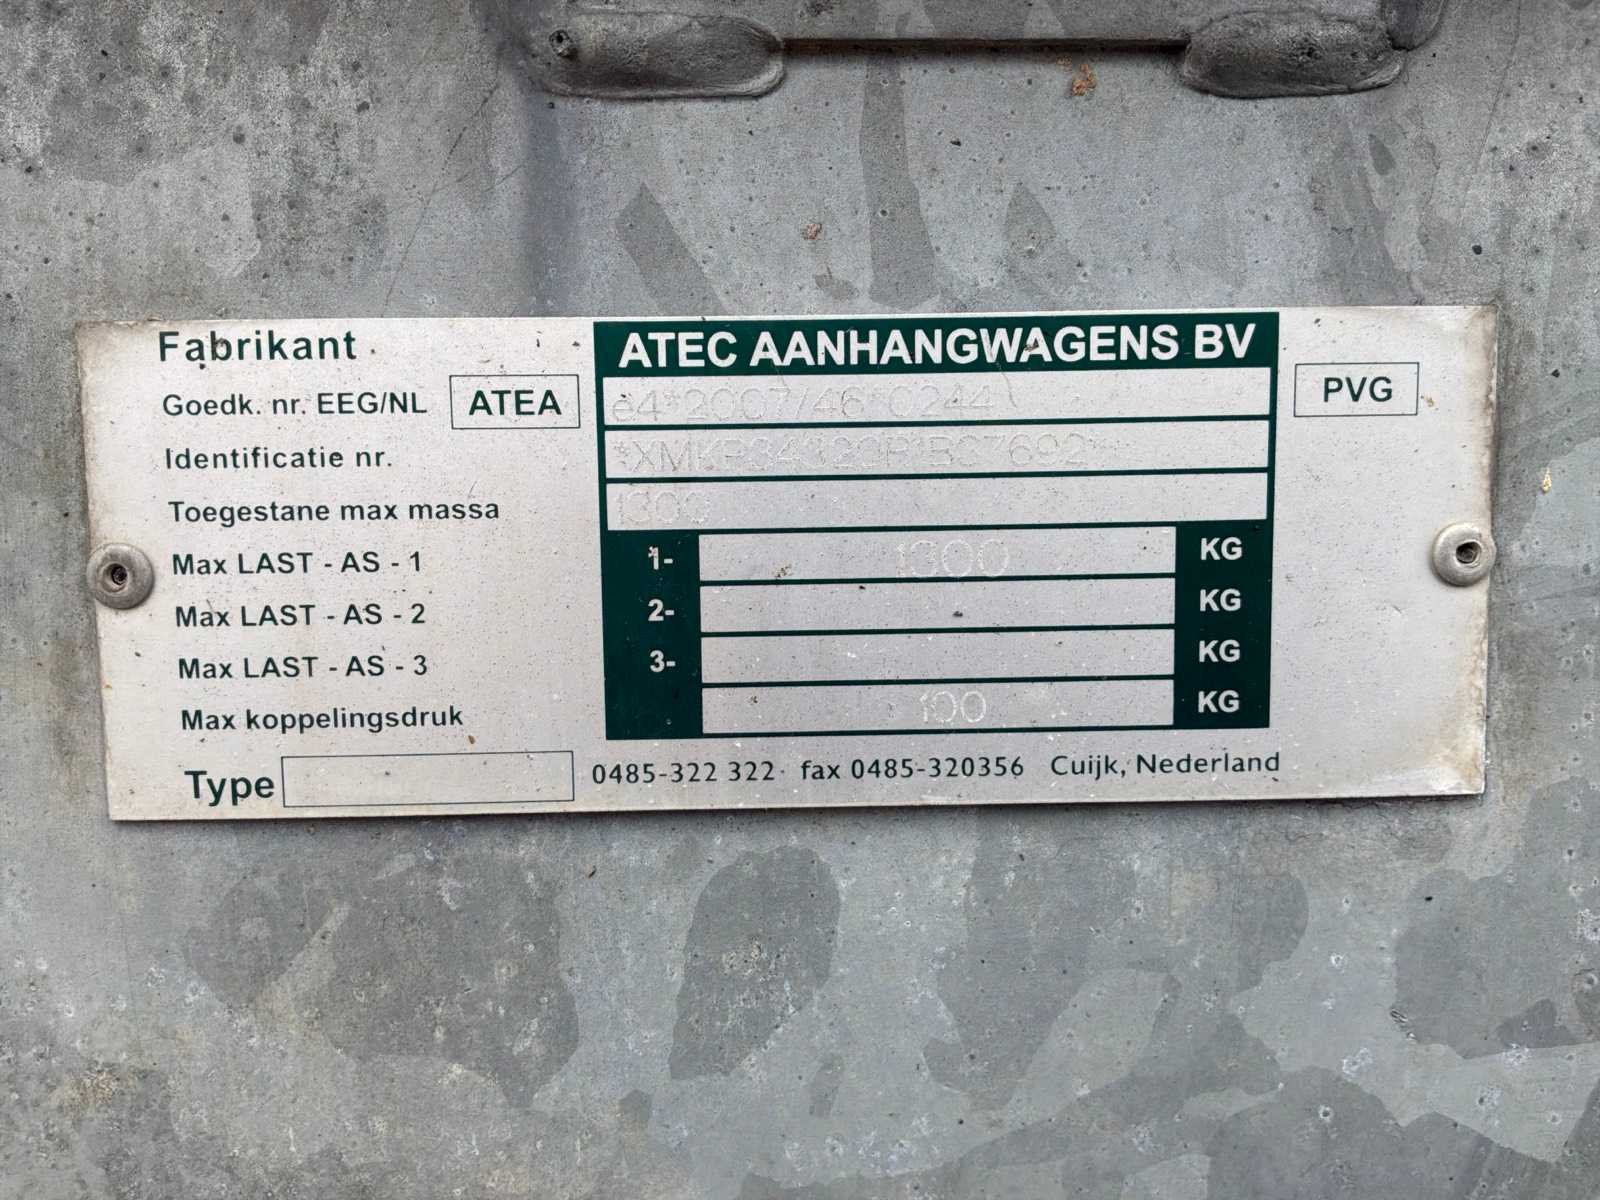 Fabrikant ATEC AANHANGWAGENS BV
Goedk. nr. EEG/NL ATEA e4*2007/46*0244 PVG
Identificatie nr.
Toegestane max massa 1300
Max LAST - AS - 1 1- 1300 KG
Max LAST - AS - 2 2- KG
Max LAST - AS - 3 3- KG
Max koppelingsdruk 100 KG
Type 0485-322 322 fax 0485-320356 Cuijk, Nederland